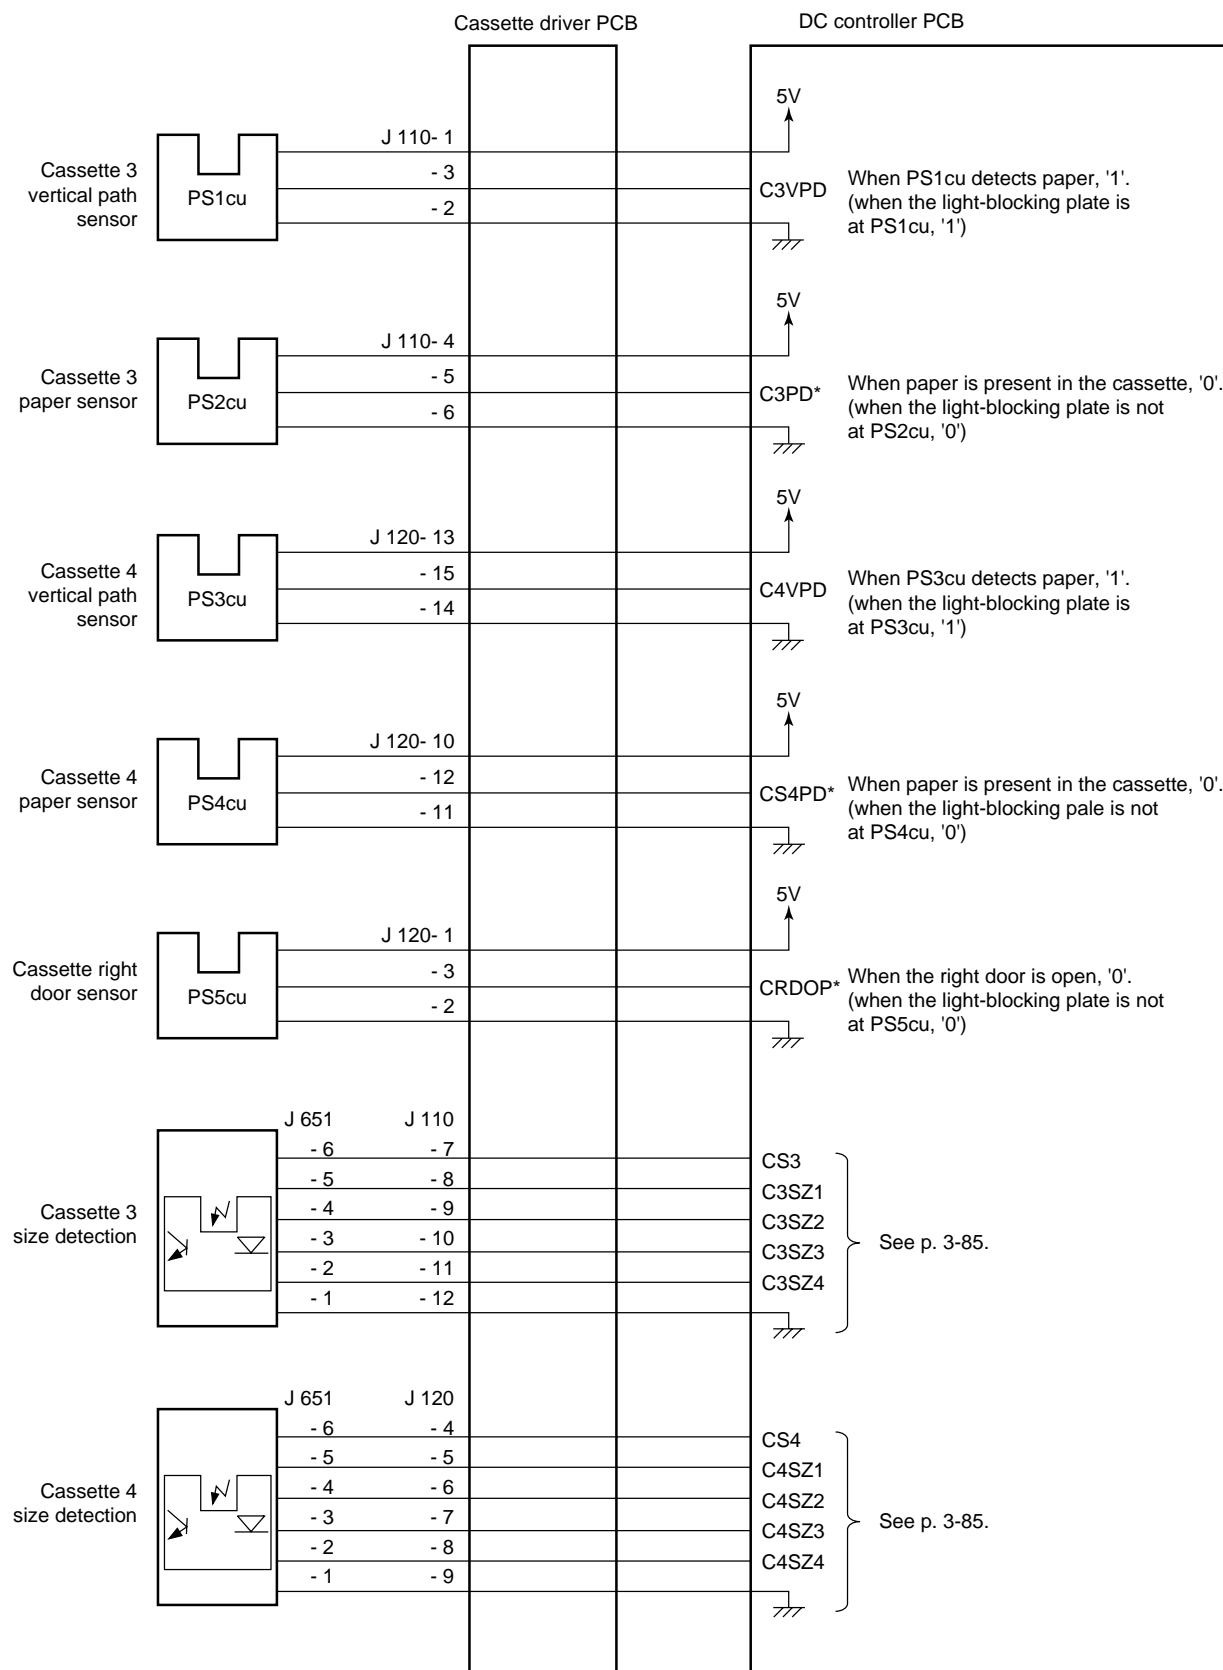 Cassette driver PCB
DC controller PCB
5V
Cassette 3
vertical path
sensor
PS1cu
J 110- 1
- 3
- 2
C3VPD
When PS1cu detects paper, '1'.
(when the light-blocking plate is
at PS1cu, '1')
5V
Cassette 3
paper sensor
PS2cu
J 110- 4
- 5
- 6
C3PD*
When paper is present in the cassette, '0'.
(when the light-blocking plate is not
at PS2cu, '0')
5V
Cassette 4
vertical path
sensor
PS3cu
J 120- 13
- 15
- 14
C4VPD
When PS3cu detects paper, '1'.
(when the light-blocking plate is
at PS3cu, '1')
5V
Cassette 4
paper sensor
PS4cu
J 120- 10
- 12
- 11
CS4PD*
When paper is present in the cassette, '0'.
(when the light-blocking pale is not
at PS4cu, '0')
5V
Cassette right
door sensor
PS5cu
J 120- 1
- 3
- 2
CRDOP*
When the right door is open, '0'.
(when the light-blocking plate is not
at PS5cu, '0')
Cassette 3
size detection
J 651 J 110
- 6 - 7 CS3
- 5 - 8 C3SZ1
- 4 - 9 C3SZ2
- 3 - 10 C3SZ3
- 2 - 11 C3SZ4
- 1 - 12
See p. 3-85.
Cassette 4
size detection
J 651 J 120
- 6 - 4 CS4
- 5 - 5 C4SZ1
- 4 - 6 C4SZ2
- 3 - 7 C4SZ3
- 2 - 8 C4SZ4
- 1 - 9
See p. 3-85.